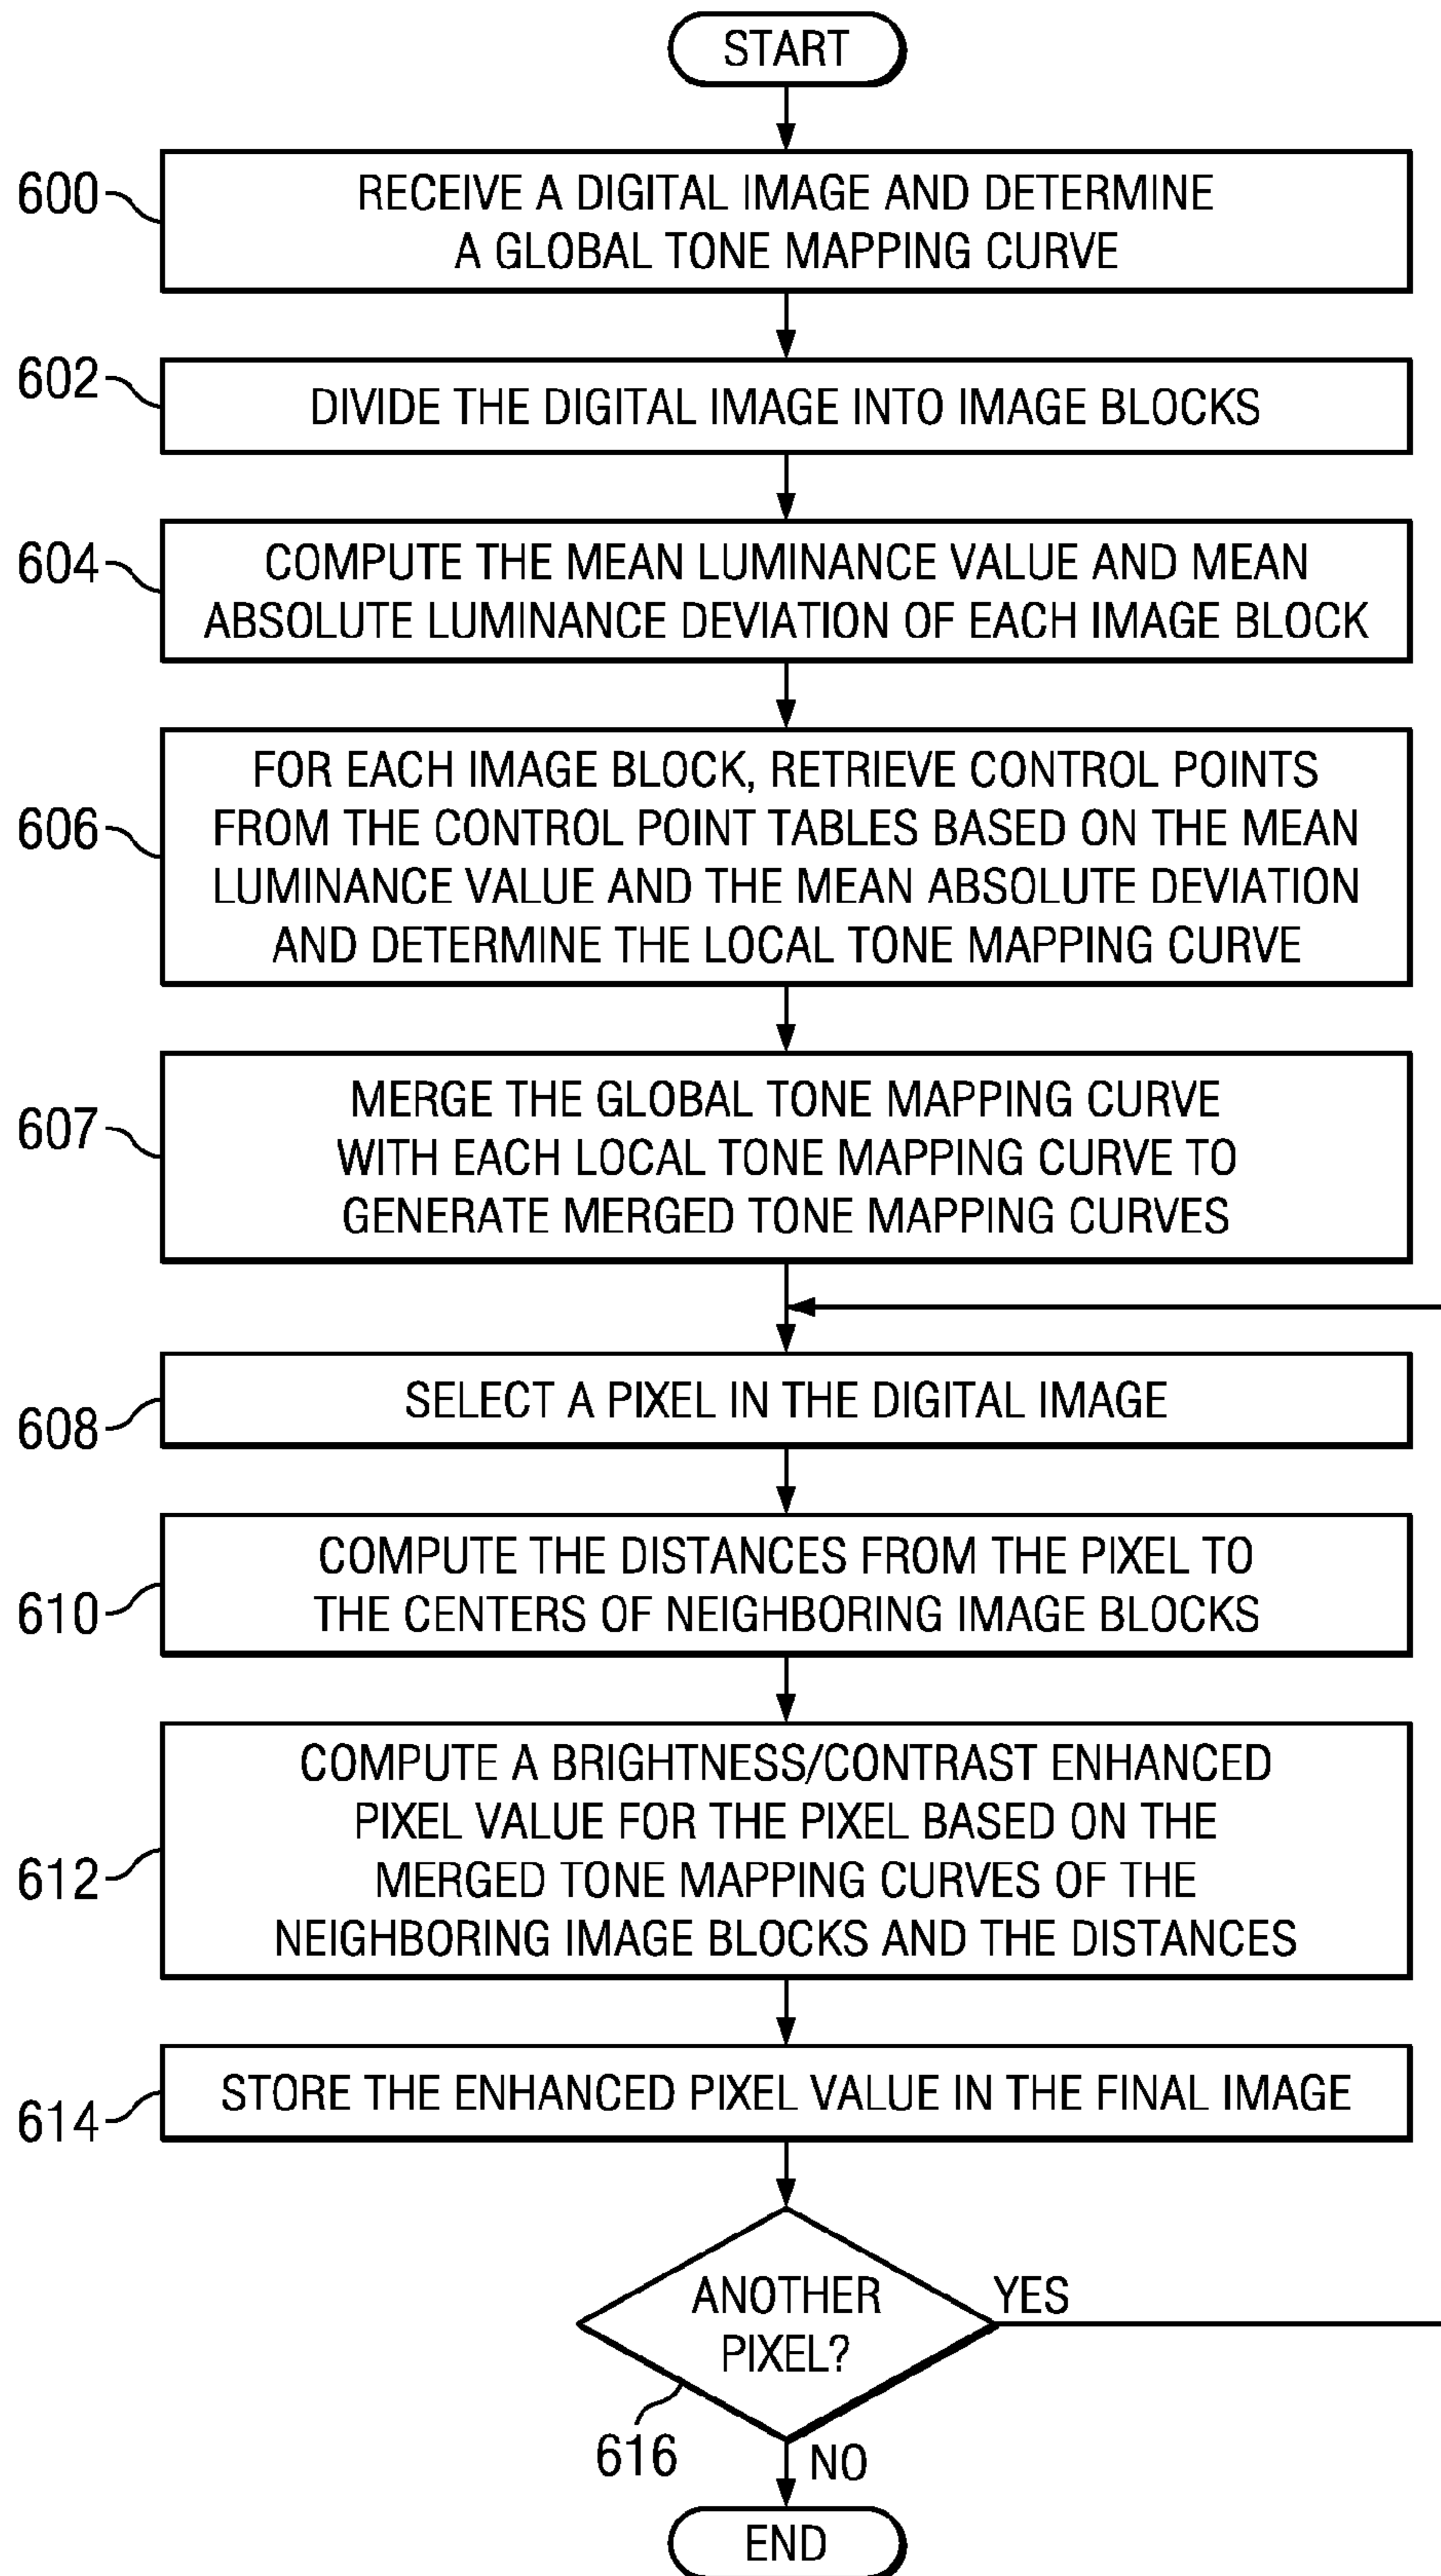 START
600
RECEIVE A DIGITAL IMAGE AND DETERMINE
A GLOBAL TONE MAPPING CURVE
602
DIVIDE THE DIGITAL IMAGE INTO IMAGE BLOCKS
604
COMPUTE THE MEAN LUMINANCE VALUE AND MEAN
ABSOLUTE LUMINANCE DEVIATION OF EACH IMAGE BLOCK
606
FOR EACH IMAGE BLOCK, RETRIEVE CONTROL POINTS
FROM THE CONTROL POINT TABLES BASED ON THE MEAN
LUMINANCE VALUE AND THE MEAN ABSOLUTE DEVIATION
AND DETERMINE THE LOCAL TONE MAPPING CURVE
607
MERGE THE GLOBAL TONE MAPPING CURVE
WITH EACH LOCAL TONE MAPPING CURVE TO
GENERATE MERGED TONE MAPPING CURVES
608
SELECT A PIXEL IN THE DIGITAL IMAGE
610
COMPUTE THE DISTANCES FROM THE PIXEL TO
THE CENTERS OF NEIGHBORING IMAGE BLOCKS
612
COMPUTE A BRIGHTNESS/CONTRAST ENHANCED
PIXEL VALUE FOR THE PIXEL BASED ON THE
MERGED TONE MAPPING CURVES OF THE
NEIGHBORING IMAGE BLOCKS AND THE DISTANCES
614
STORE THE ENHANCED PIXEL VALUE IN THE FINAL IMAGE
ANOTHER
PIXEL?
YES
616
NO
END